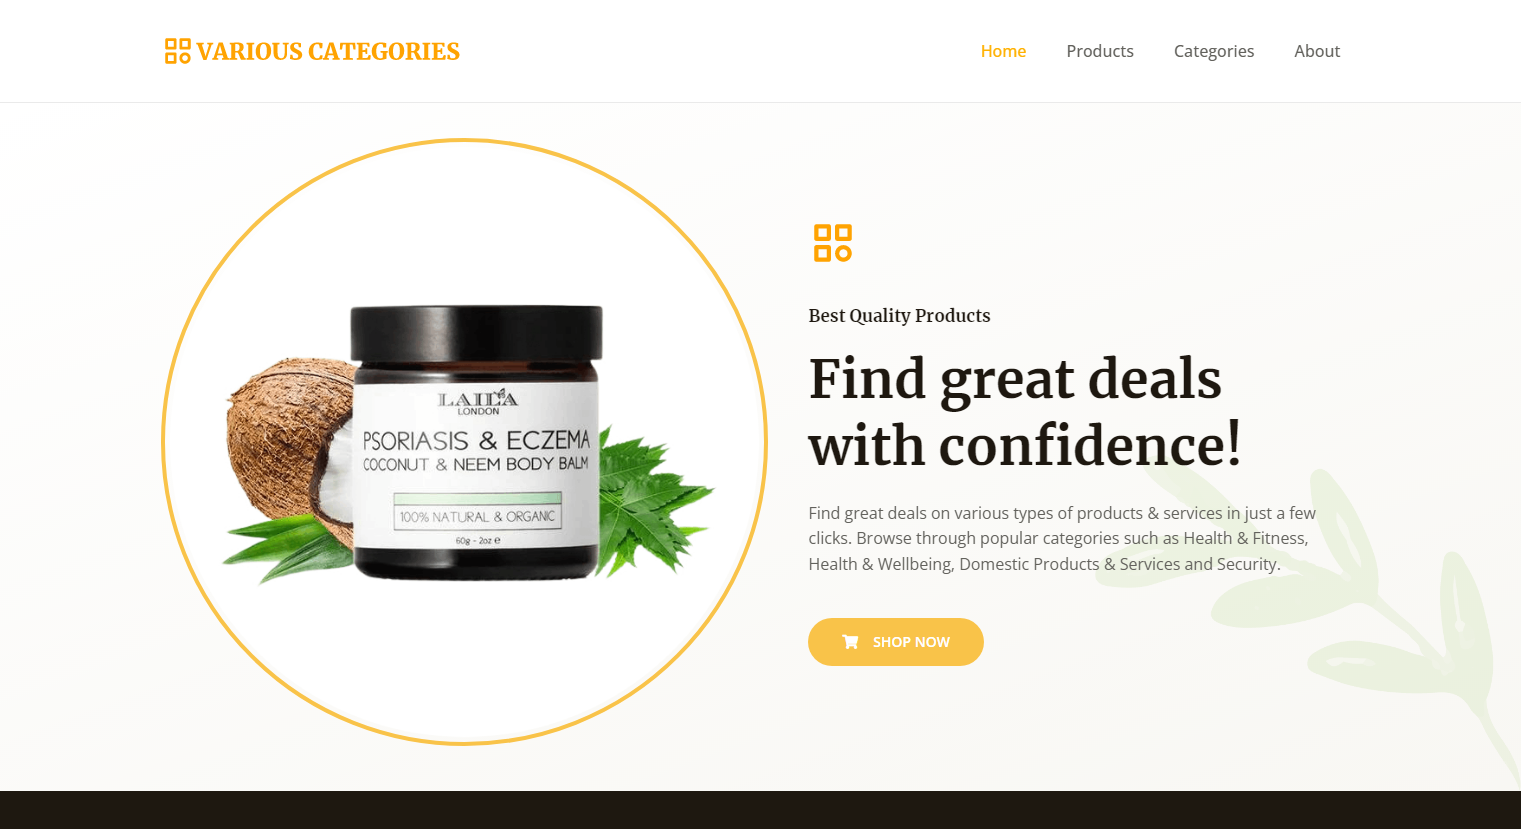 VARIOUS CATEGORIES
Home
Products
Categories
About
LAILA
LONDON
PSORIASIS & ECZEMA
COCONUT & NEEM BODY BALM
100% NATURAL & ORGANIC
60g - 2oz e
Best Quality Products
Find great deals
with confidence!
Find great deals on various types of products & services in just a few
clicks. Browse through popular categories such as Health & Fitness,
Health & Wellbeing, Domestic Products & Services and Security.
SHOP NOW